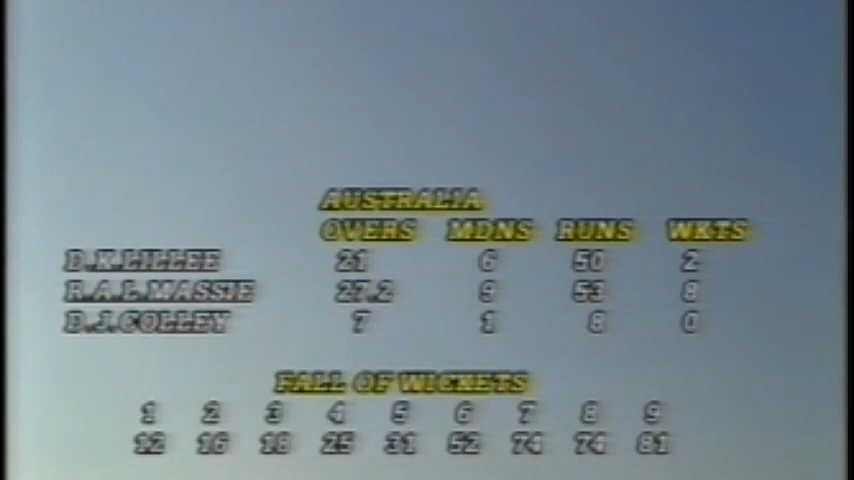 AUSTRALIA
OVERS MDNS RUNS WKTS
D.K.LILLEE 21 6 50 2
R.A.L.MASSIE 27.2 9 53 8
D.J.COLLEY 7 1 8 0
FALL OF WICKETS
1 2 3 4 5 6 7 8 9
12 16 18 25 31 52 74 74 81